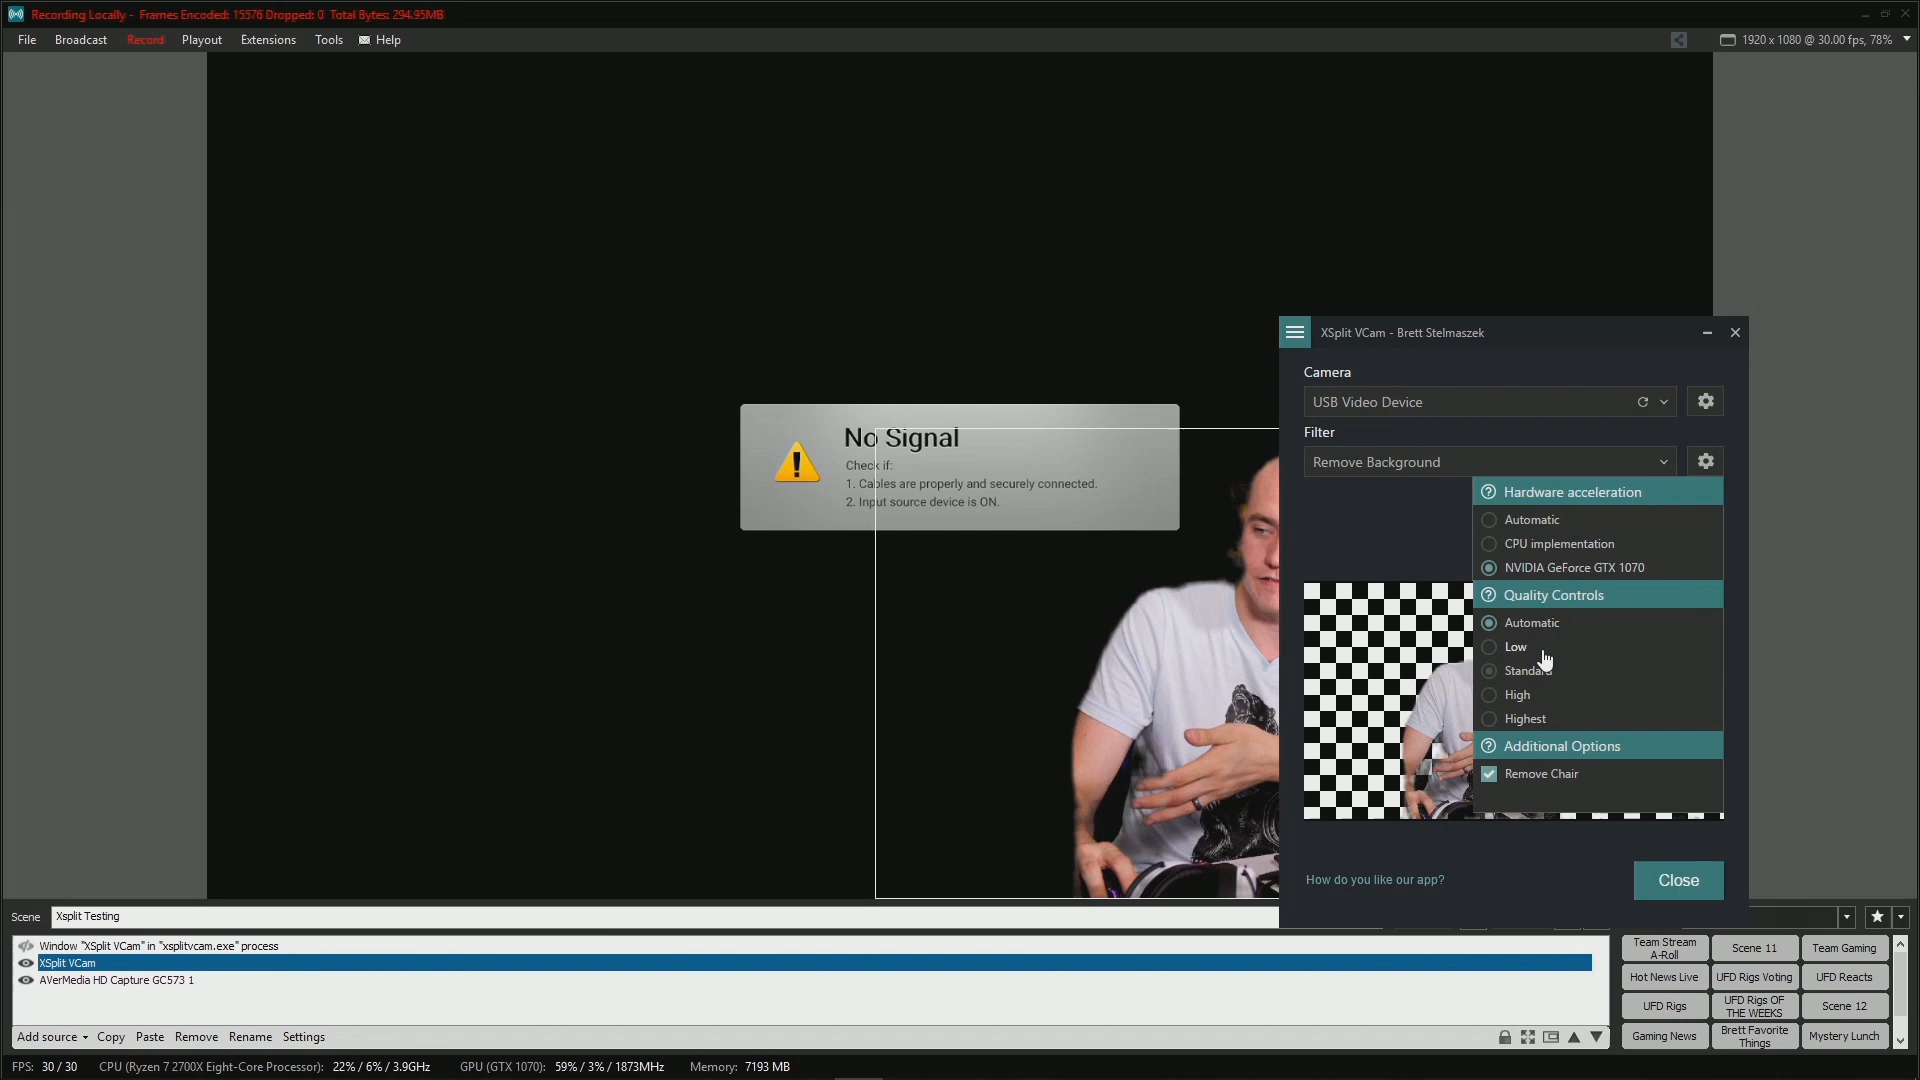 Recording Locally - Frames Encoded: 15576 Dropped: 0 Total Bytes: 294.95MB
File Broadcast Record Playout Extensions Tools Help
1920 x 1080 @ 30.00 fps, 78%
No Signal
Check if:
1. Cables are properly and securely connected.
2. Input source device is ON.
XSplit VCam - Brett Stelmaszek
Camera
USB Video Device
Filter
Remove Background
Hardware acceleration
Automatic
CPU implementation
NVIDIA GeForce GTX 1070
Quality Controls
Automatic
Low
Standard
High
Highest
Additional Options
Remove Chair
How do you like our app?
Close
Scene Xsplit Testing
Window "XSplit VCam" in "xsplitvcam.exe" process
XSplit VCam
AVerMedia HD Capture GC573 1
Add source Copy Paste Remove Rename Settings
Team Stream A-Roll
Scene 11
Team Gaming
Hot News Live
UFD Rigs Voting
UFD Reacts
UFD Rigs
UFD Rigs OF THE WEEKS
Scene 12
Gaming News
Brett Favorite Things
Mystery Lunch
FPS: 30 / 30 CPU (Ryzen 7 2700X Eight-Core Processor): 22% / 6% / 3.9GHz GPU (GTX 1070): 59% / 3% / 1873MHz Memory: 7193 MB